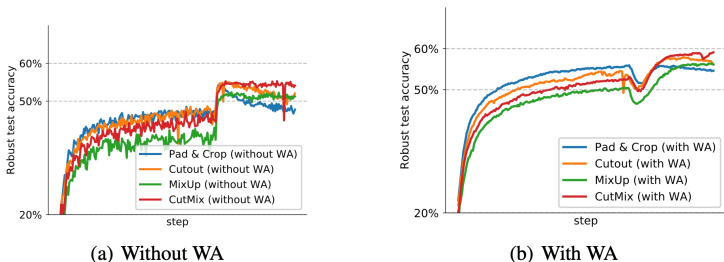 60%
50%
20%
Robust test accuracy
step
Pad & Crop (without WA)
Cutout (without WA)
MixUp (without WA)
CutMix (without WA)
(a) Without WA
60%
50%
20%
Robust test accuracy
step
Pad & Crop (with WA)
Cutout (with WA)
MixUp (with WA)
CutMix (with WA)
(b) With WA